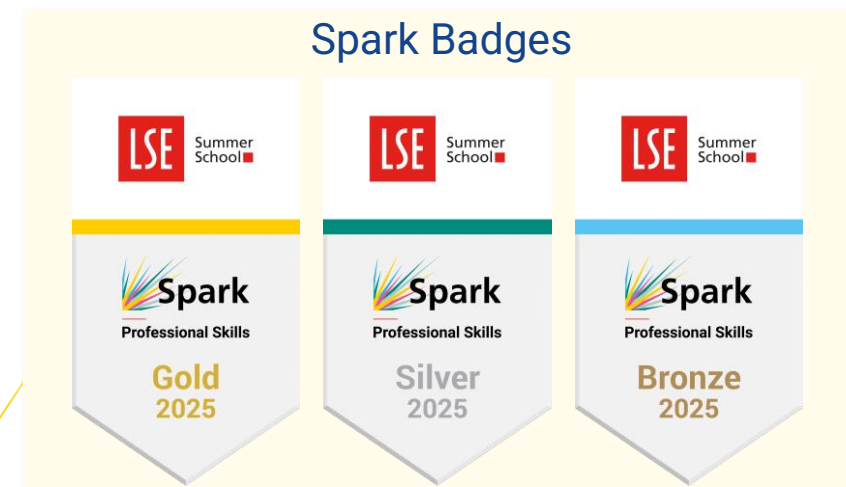 Spark Badges
LSE Summer
School
Spark
Professional Skills
Gold
2025
LSE Summer
School
Spark
Professional Skills
Silver
2025
LSE Summer
School
Spark
Professional Skills
Bronze
2025